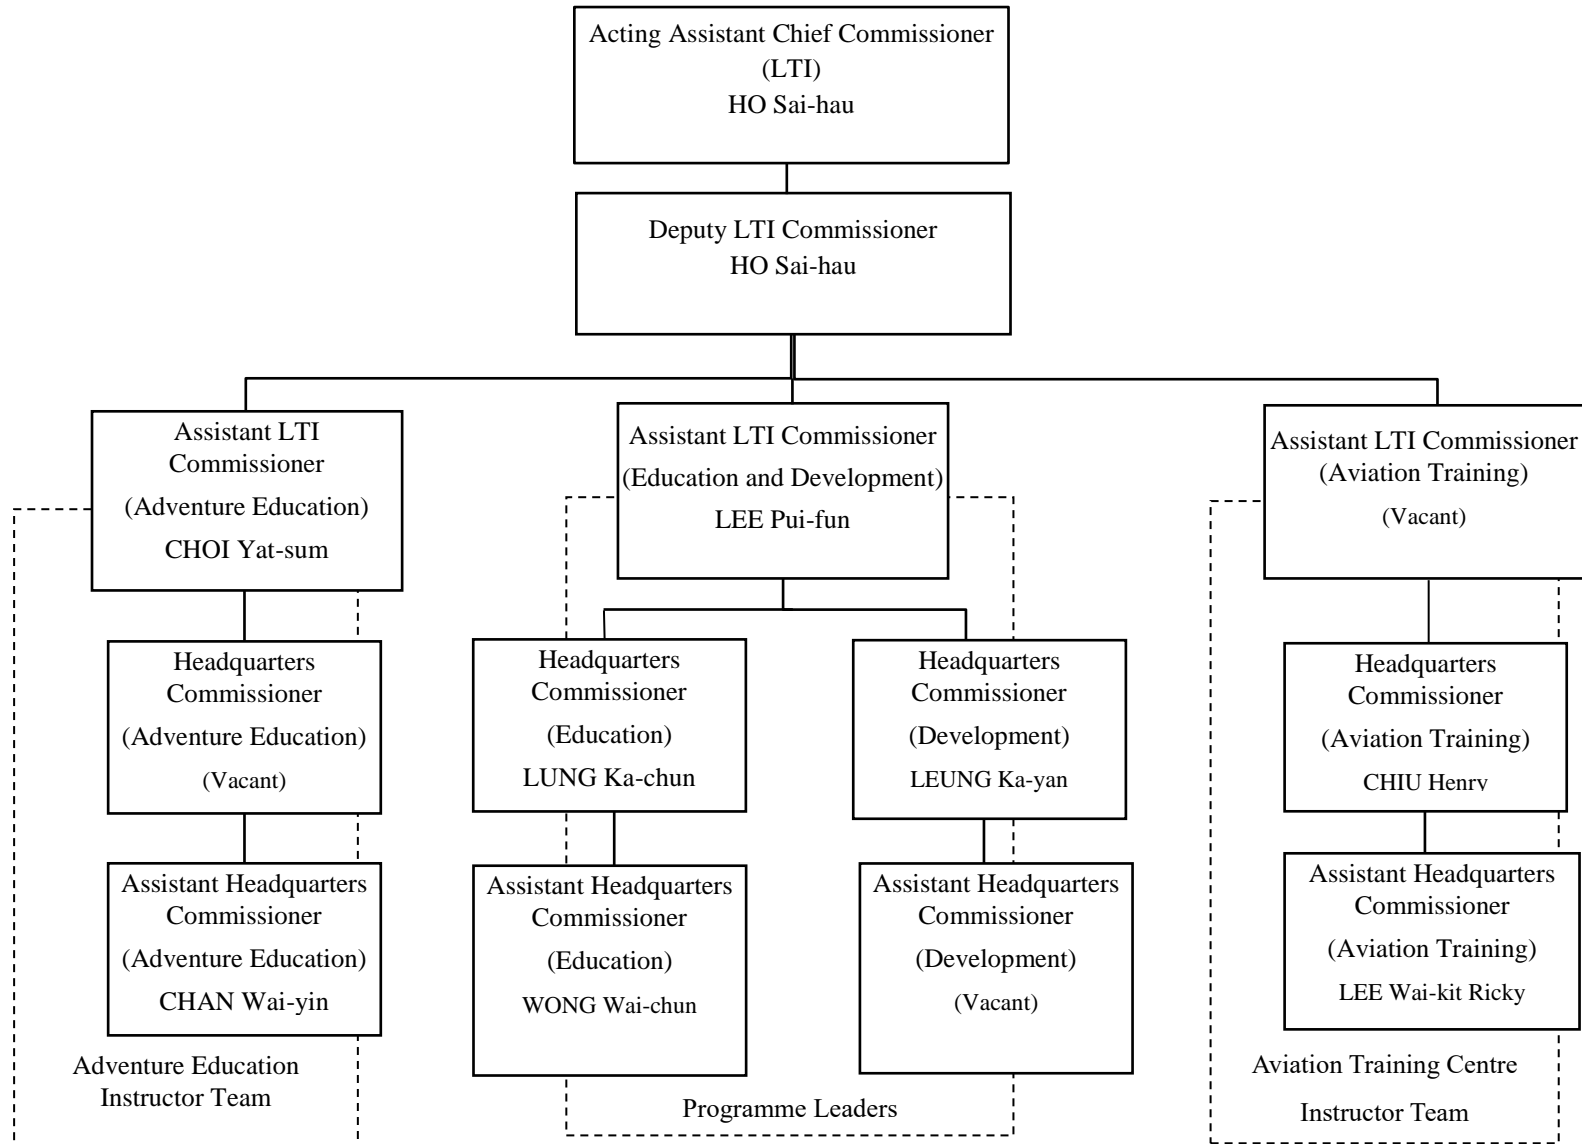 Acting Assistant Chief Commissioner
(LTI)
HO Sai-hau
Deputy LTI Commissioner
HO Sai-hau
Assistant LTI
Commissioner
(Adventure Education)
CHOI Yat-sum
Assistant LTI Commissioner
(Education and Development)
LEE Pui-fun
Assistant LTI Commissioner
(Aviation Training)
(Vacant)
Headquarters
Commissioner
(Adventure Education)
(Vacant)
Headquarters
Commissioner
(Education)
LUNG Ka-chun
Headquarters
Commissioner
(Development)
LEUNG Ka-yan
Headquarters
Commissioner
(Aviation Training)
CHIU Henry
Assistant Headquarters
Commissioner
(Adventure Education)
CHAN Wai-yin
Assistant Headquarters
Commissioner
(Education)
WONG Wai-chun
Assistant Headquarters
Commissioner
(Development)
(Vacant)
Assistant Headquarters
Commissioner
(Aviation Training)
LEE Wai-kit Ricky
Adventure Education
Instructor Team
Programme Leaders
Aviation Training Centre
Instructor Team